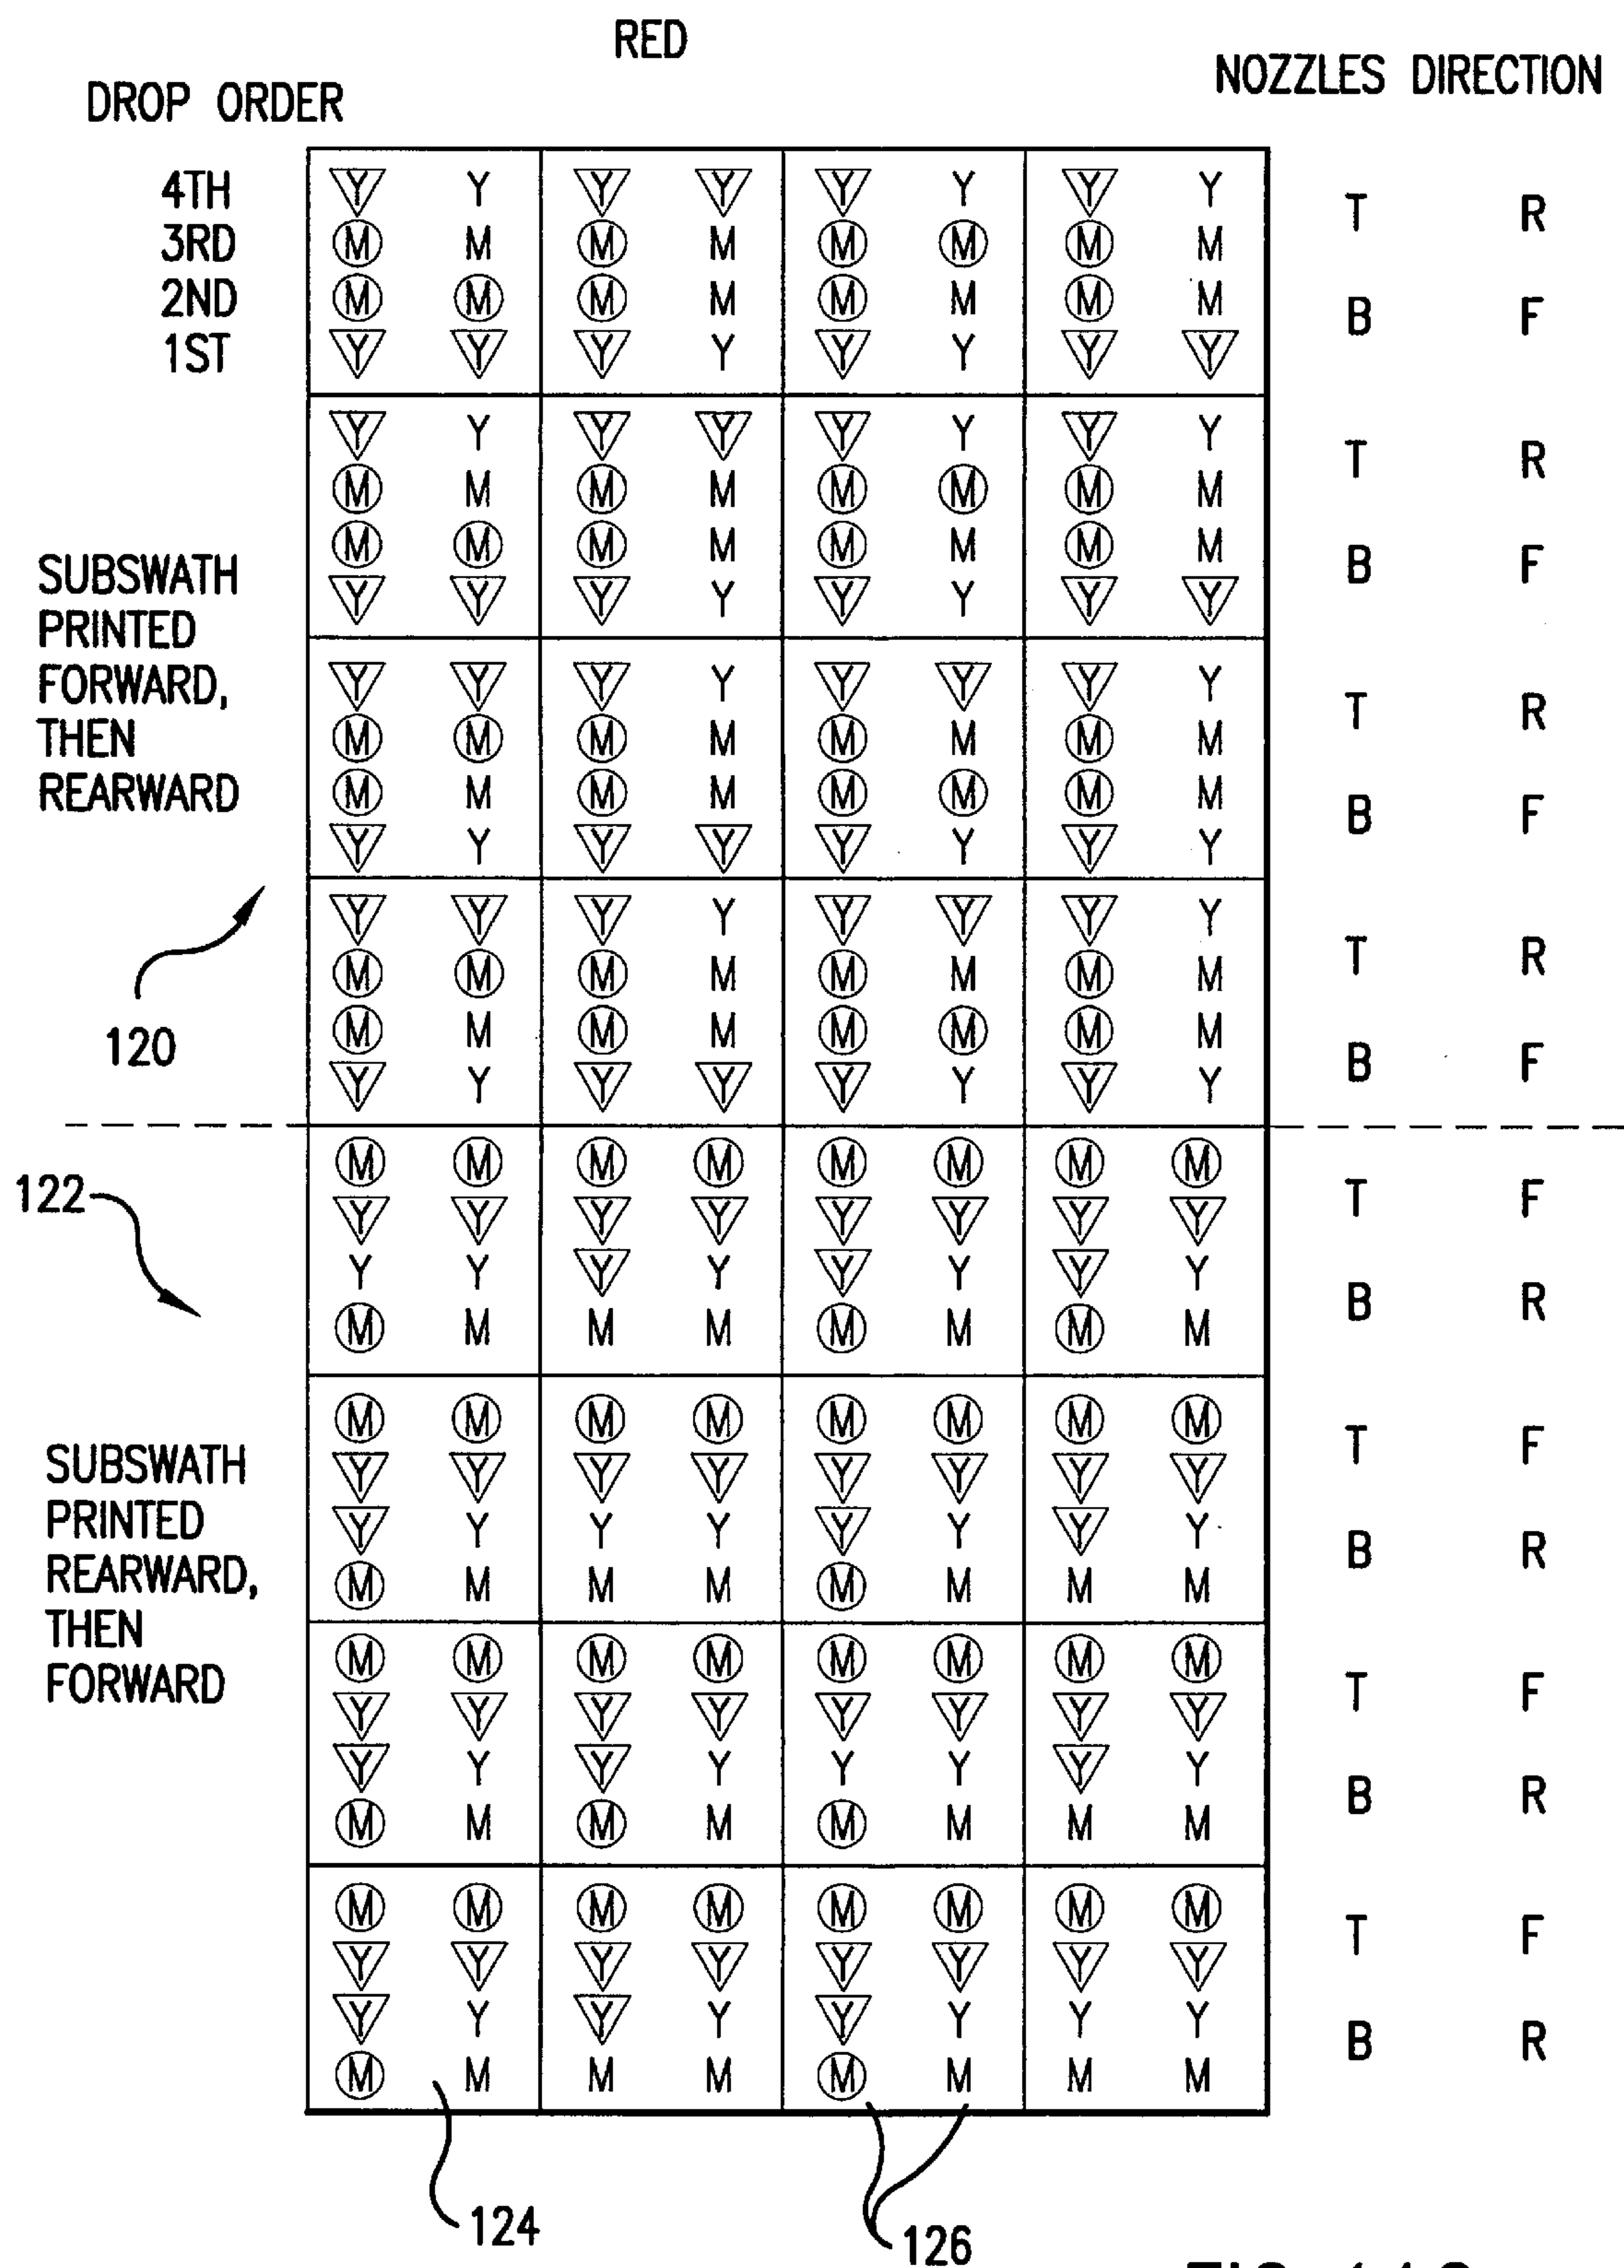 RED
DROP ORDER
NOZZLES DIRECTION
4TH Y Y Y Y Y Y Y Y T R
3RD M M M M M M M M
2ND M M M M M M M M B F
1ST Y Y Y Y Y Y Y Y
Y Y Y Y Y Y Y Y T R
M M M M M M M M
M M M M M M M M B F
Y Y Y Y Y Y Y Y
SUBSWATH
PRINTED
FORWARD,
THEN
REARWARD
Y Y Y Y Y Y Y Y T R
M M M M M M M M
M M M M M M M M B F
Y Y Y Y Y Y Y Y
Y Y Y Y Y Y Y Y T R
M M M M M M M M
M M M M M M M M B F
Y Y Y Y Y Y Y Y
120
122
M M M M M M M M T F
Y Y Y Y Y Y Y Y
Y Y Y Y Y Y Y Y B R
M M M M M M M M
SUBSWATH
PRINTED
REARWARD,
THEN
FORWARD
M M M M M M M M T F
Y Y Y Y Y Y Y Y
Y Y Y Y Y Y Y Y B R
M M M M M M M M
M M M M M M M M T F
Y Y Y Y Y Y Y Y
Y Y Y Y Y Y Y Y B R
M M M M M M M M
M M M M M M M M T F
Y Y Y Y Y Y Y Y
Y Y Y Y Y Y Y Y B R
M M M M M M M M
124
126